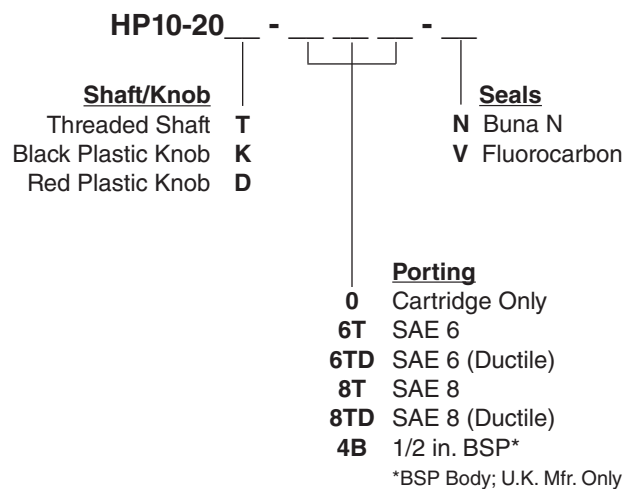 HP10-20__ - __ __ __ - __
Shaft/Knob
Threaded Shaft T
Black Plastic Knob K
Red Plastic Knob D
Seals
N Buna N
V Fluorocarbon
Porting
0 Cartridge Only
6T SAE 6
6TD SAE 6 (Ductile)
8T SAE 8
8TD SAE 8 (Ductile)
4B 1/2 in. BSP*
*BSP Body; U.K. Mfr. Only